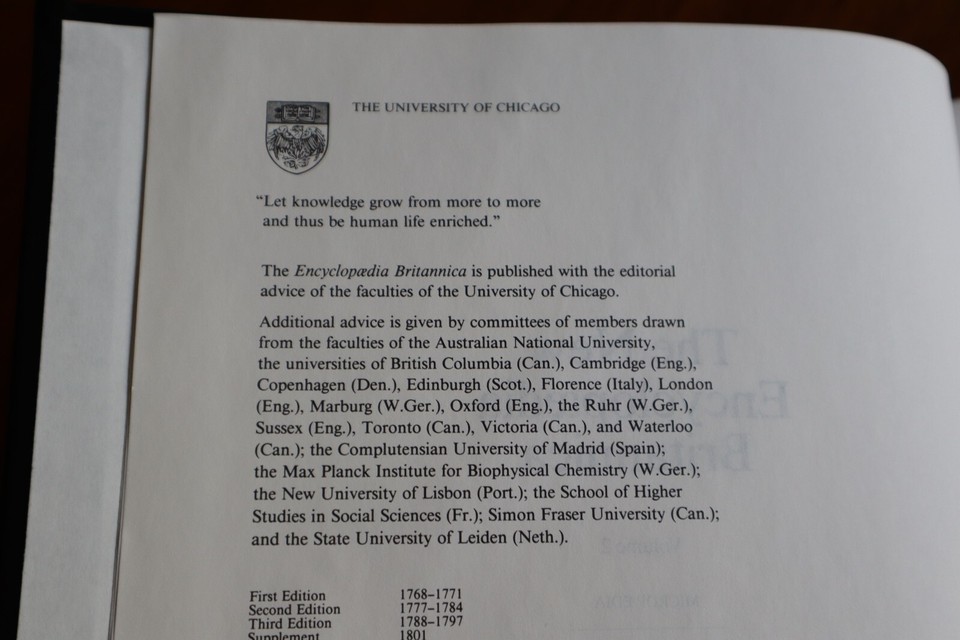 THE UNIVERSITY OF CHICAGO
“Let knowledge grow from more to more
and thus be human life enriched.”
The Encyclopædia Britannica is published with the editorial
advice of the faculties of the University of Chicago.
Additional advice is given by committees of members drawn
from the faculties of the Australian National University,
the universities of British Columbia (Can.), Cambridge (Eng.),
Copenhagen (Den.), Edinburgh (Scot.), Florence (Italy), London
(Eng.), Marburg (W.Ger.), Oxford (Eng.), the Ruhr (W.Ger.),
Sussex (Eng.), Toronto (Can.), Victoria (Can.), and Waterloo
(Can.); the Complutensian University of Madrid (Spain);
the Max Planck Institute for Biophysical Chemistry (W.Ger.);
the New University of Lisbon (Port.); the School of Higher
Studies in Social Sciences (Fr.); Simon Fraser University (Can.);
and the State University of Leiden (Neth.).
First Edition 1768–1771
Second Edition 1777–1784
Third Edition 1788–1797
Supplement 1801